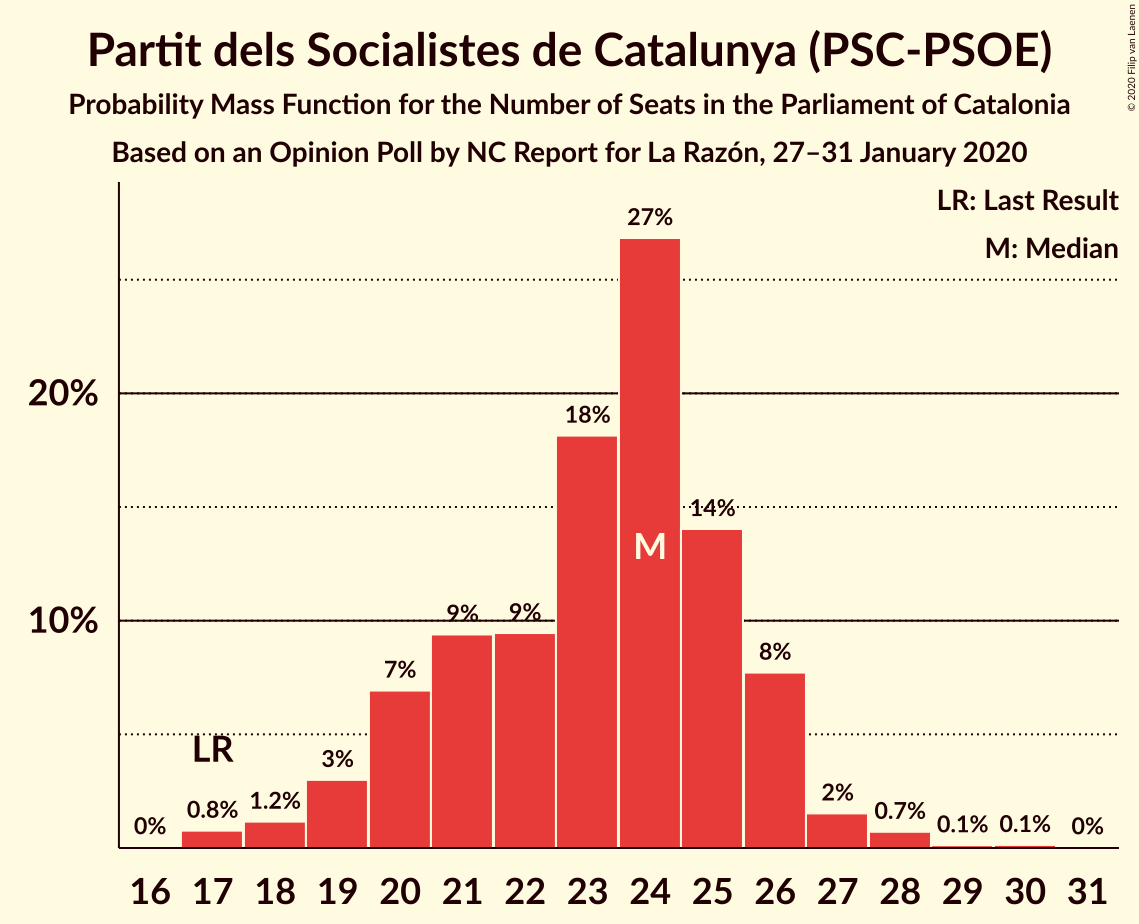 Partit dels Socialistes de Catalunya (PSC-PSOE)
Probability Mass Function for the Number of Seats in the Parliament of Catalonia
Based on an Opinion Poll by NC Report for La Razón, 27–31 January 2020
© 2020 Filip van Laenen
LR: Last Result
M: Median
20%
10%
0%
0.8%
1.2%
3%
7%
9%
9%
18%
27%
14%
8%
2%
0.7%
0.1%
0.1%
0%
LR
M
16 17 18 19 20 21 22 23 24 25 26 27 28 29 30 31